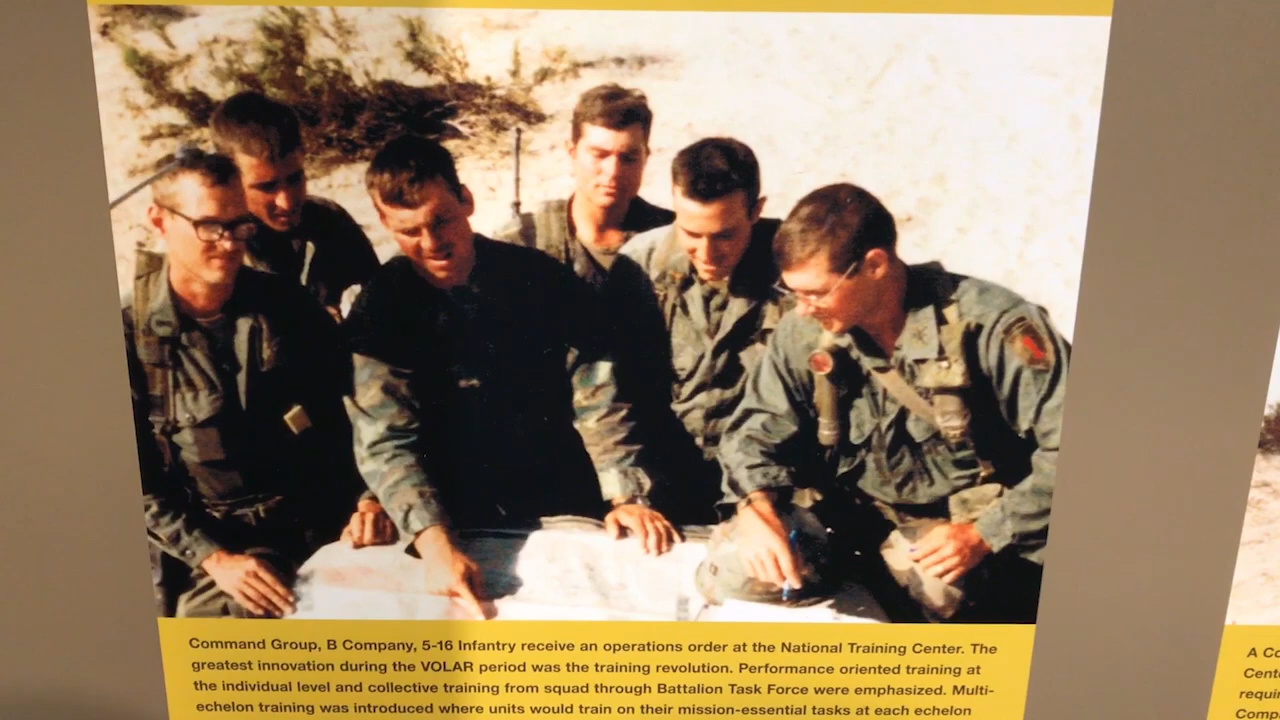 Command Group, B Company, 5-16 Infantry receive an operations order at the National Training Center. The
greatest innovation during the VOLAR period was the training revolution. Performance oriented training at
the individual level and collective training from squad through Battalion Task Force were emphasized. Multi-
echelon training was introduced where units would train on their mission-essential tasks at each echelon
A Co
Cent
requi
Comp